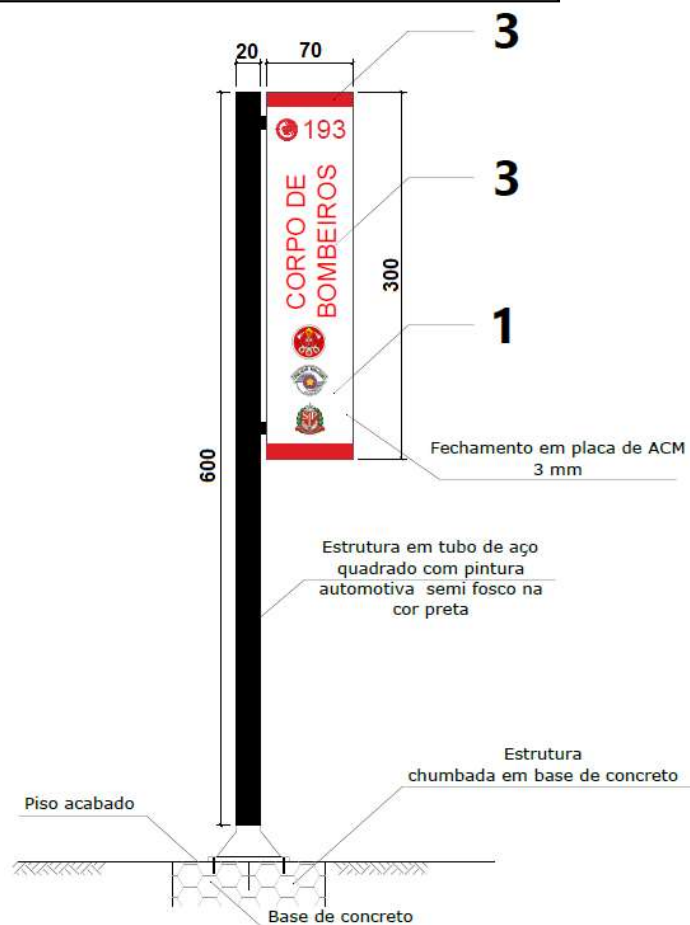 3
20
70
193
CORPO DE
BOMBEIROS
3
300
1
Fechamento em placa de ACM
3 mm
600
Estrutura em tubo de aço
quadrado com pintura
automotiva semi fosco na
cor preta
Estrutura
chumbada em base de concreto
Piso acabado
Base de concreto